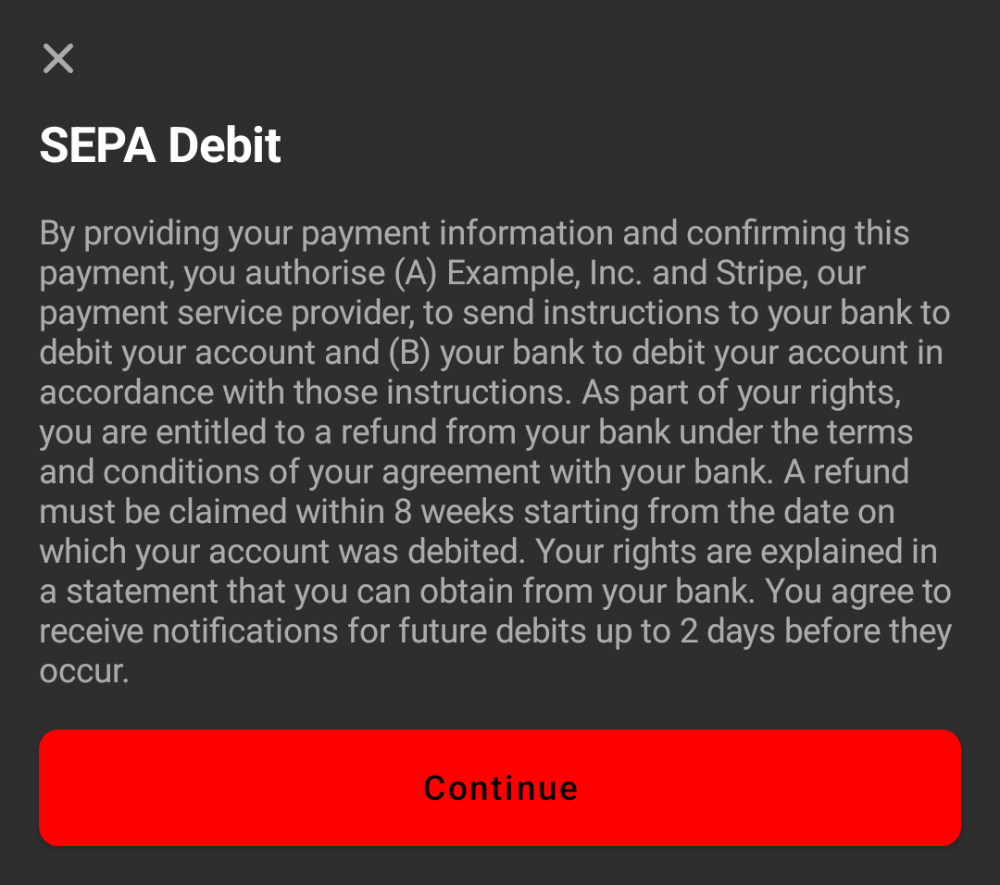 SEPA Debit
By providing your payment information and confirming this
payment, you authorise (A) Example, Inc. and Stripe, our
payment service provider, to send instructions to your bank to
debit your account and (B) your bank to debit your account in
accordance with those instructions. As part of your rights,
you are entitled to a refund from your bank under the terms
and conditions of your agreement with your bank. A refund
must be claimed within 8 weeks starting from the date on
which your account was debited. Your rights are explained in
a statement that you can obtain from your bank. You agree to
receive notifications for future debits up to 2 days before they
occur.
Continue